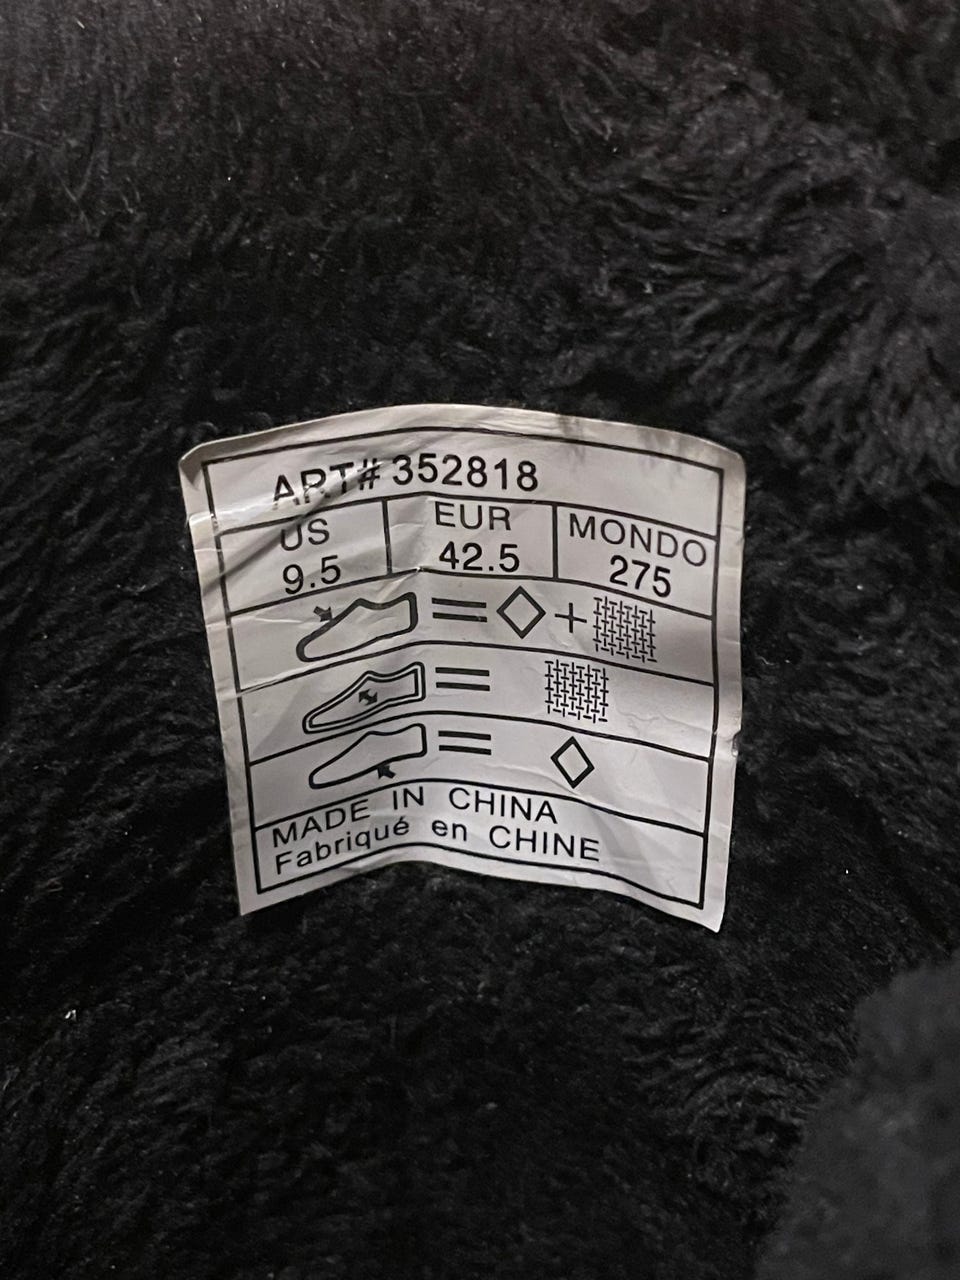 ART# 352818
US EUR MONDO
9.5 42.5 275
= ◇ +
=
= ◇
MADE IN CHINA
Fabriqué en CHINE